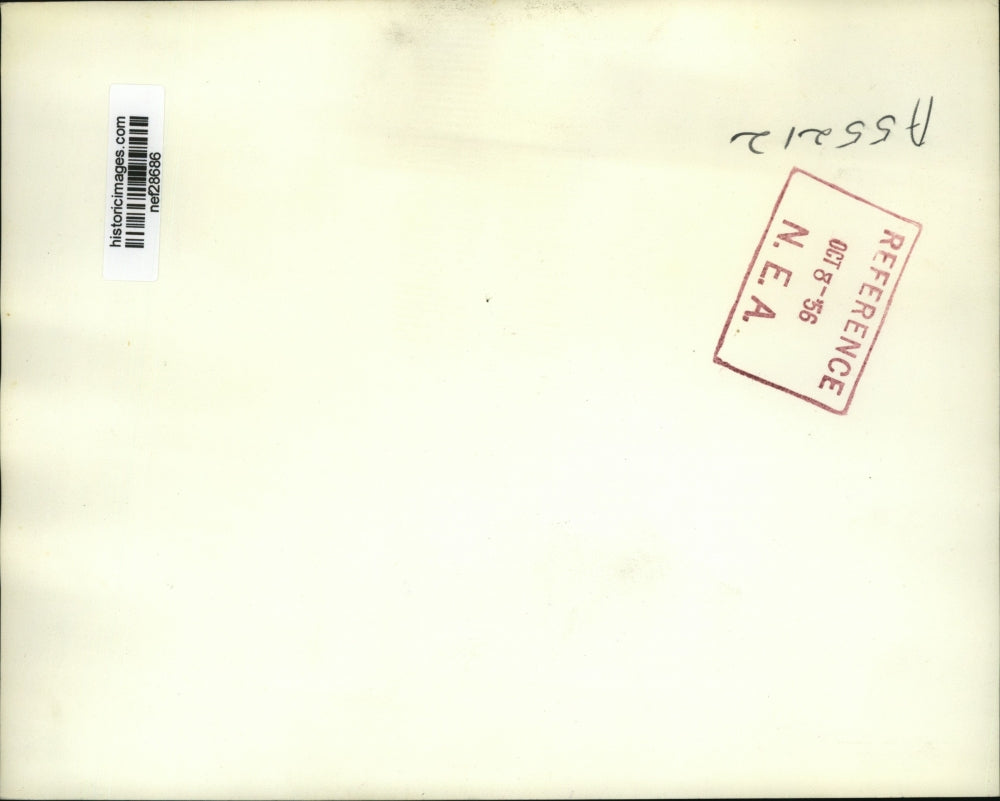 historicimages.com
nef28686
A55212
REFERENCE
OCT 8-'56
N. E. A.